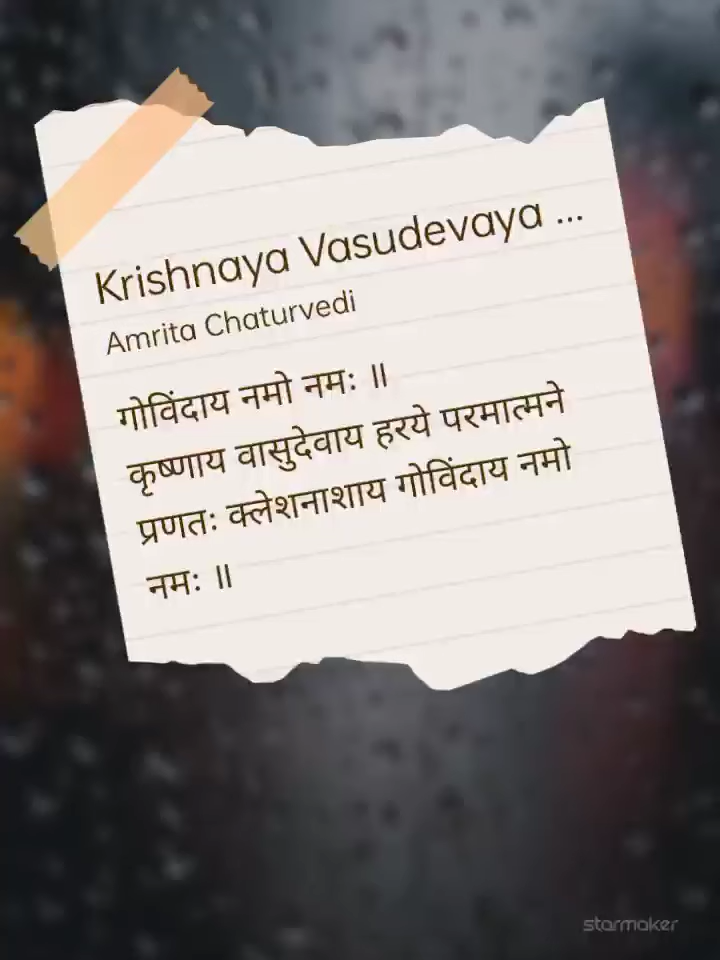 Krishnaya Vasudevaya ...
Amrita Chaturvedi
गोविंदाय नमो नमः ॥
कृष्णाय वासुदेवाय हरये परमात्मने
प्रणतः क्लेशनाशाय गोविंदाय नमो
नमः ॥
starmaker